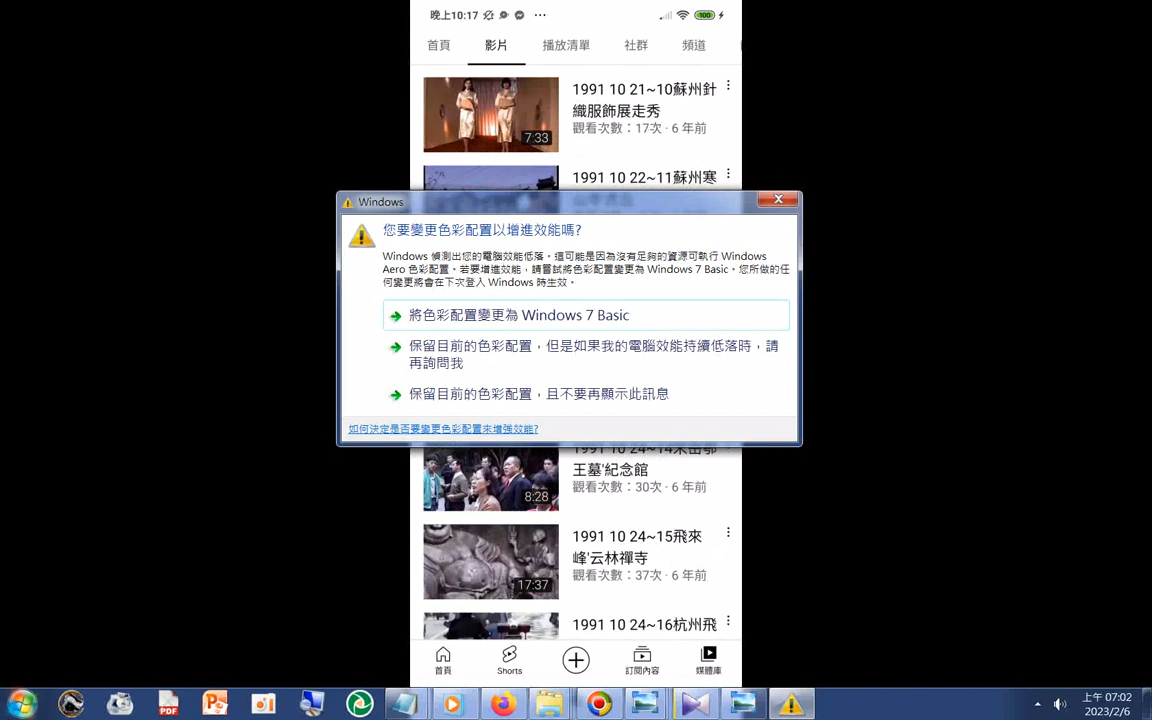 晚上10:17
100
首頁
影片
播放清單
社群
頻道
1991 10 21~10蘇州針
織服飾展走秀
觀看次數：17次 · 6 年前
7:33
1991 10 22~11蘇州寒
Windows
您要變更色彩配置以增進效能嗎?
Windows 偵測出您的電腦效能低落。這可能是因為沒有足夠的資源可執行 Windows
Aero 色彩配置。若要增進效能，請嘗試將色彩配置變更為 Windows 7 Basic。您所做的任
何變更將會在下次登入 Windows 時生效。
將色彩配置變更為 Windows 7 Basic
保留目前的色彩配置，但是如果我的電腦效能持續低落時，請
再詢問我
保留目前的色彩配置，且不要再顯示此訊息
如何決定是否要變更色彩配置來增強效能?
1991 10 24~14
王墓'紀念館
觀看次數：30次 · 6 年前
8:28
1991 10 24~15飛來
峰'云林禪寺
觀看次數：37次 · 6 年前
17:37
1991 10 24~16杭州飛
首頁
Shorts
訂閱內容
媒體庫
PDF
上午 07:02
2023/2/6